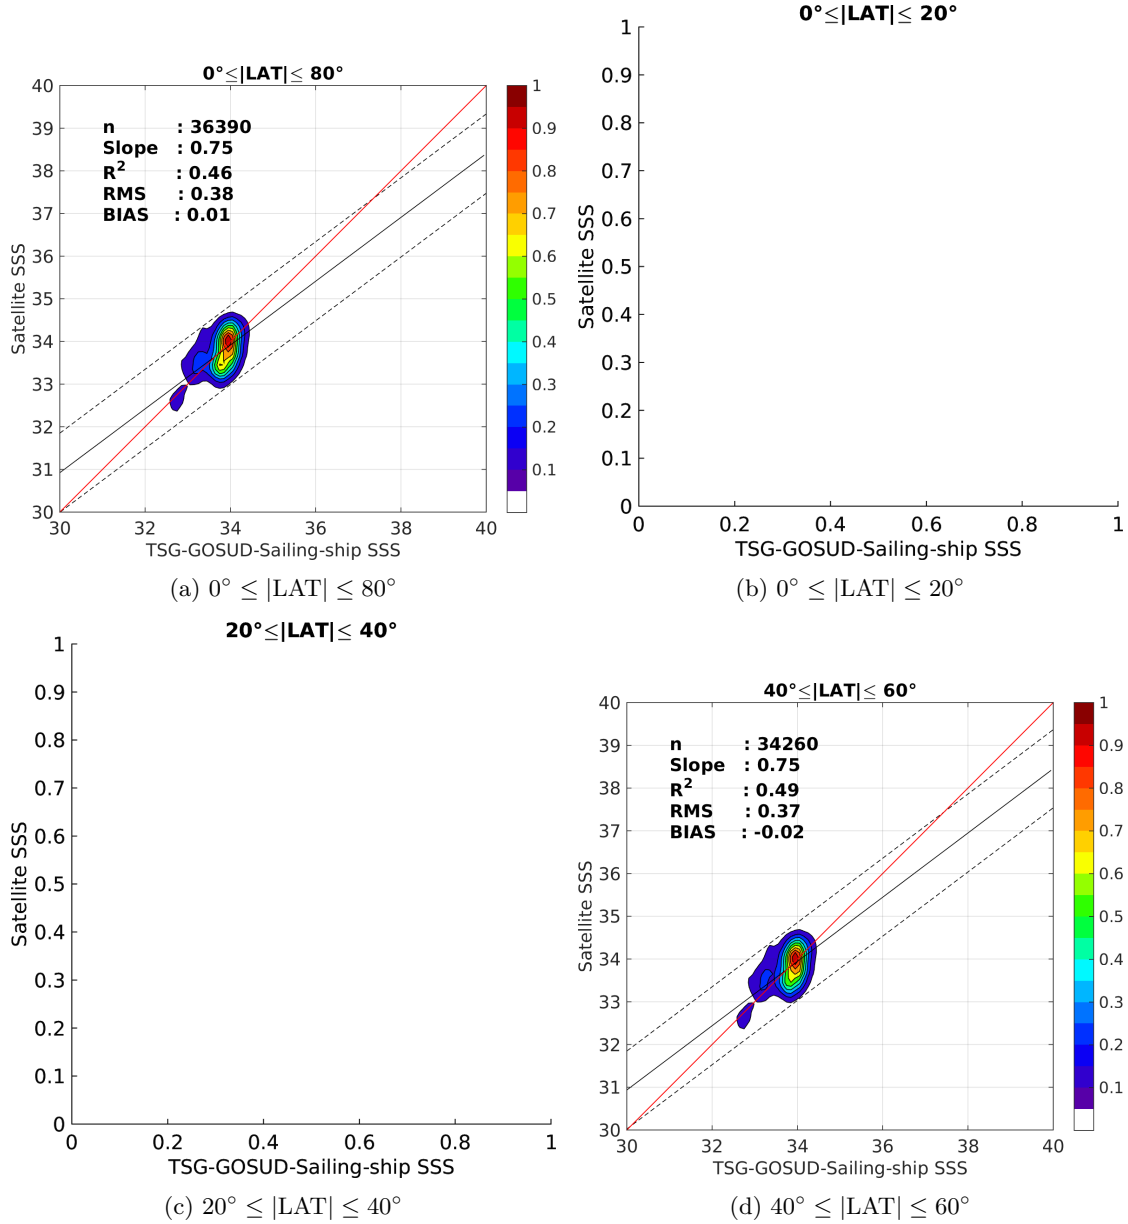 0°≤|LAT|≤ 80°
40
39
38
37
36
35
34
33
32
31
30
Satellite SSS
n : 36390
Slope : 0.75
R² : 0.46
RMS : 0.38
BIAS : 0.01
30 32 34 36 38 40
TSG-GOSUD-Sailing-ship SSS
1
0.9
0.8
0.7
0.6
0.5
0.4
0.3
0.2
0.1
(a) 0° ≤ |LAT| ≤ 80°
0°≤|LAT|≤ 20°
1
0.9
0.8
0.7
0.6
0.5
0.4
0.3
0.2
0.1
0
Satellite SSS
0 0.2 0.4 0.6 0.8 1
TSG-GOSUD-Sailing-ship SSS
(b) 0° ≤ |LAT| ≤ 20°
20°≤|LAT|≤ 40°
1
0.9
0.8
0.7
0.6
0.5
0.4
0.3
0.2
0.1
0
Satellite SSS
0 0.2 0.4 0.6 0.8 1
TSG-GOSUD-Sailing-ship SSS
(c) 20° ≤ |LAT| ≤ 40°
40°≤|LAT|≤ 60°
40
39
38
37
36
35
34
33
32
31
30
Satellite SSS
n : 34260
Slope : 0.75
R² : 0.49
RMS : 0.37
BIAS : -0.02
30 32 34 36 38 40
TSG-GOSUD-Sailing-ship SSS
1
0.9
0.8
0.7
0.6
0.5
0.4
0.3
0.2
0.1
(d) 40° ≤ |LAT| ≤ 60°